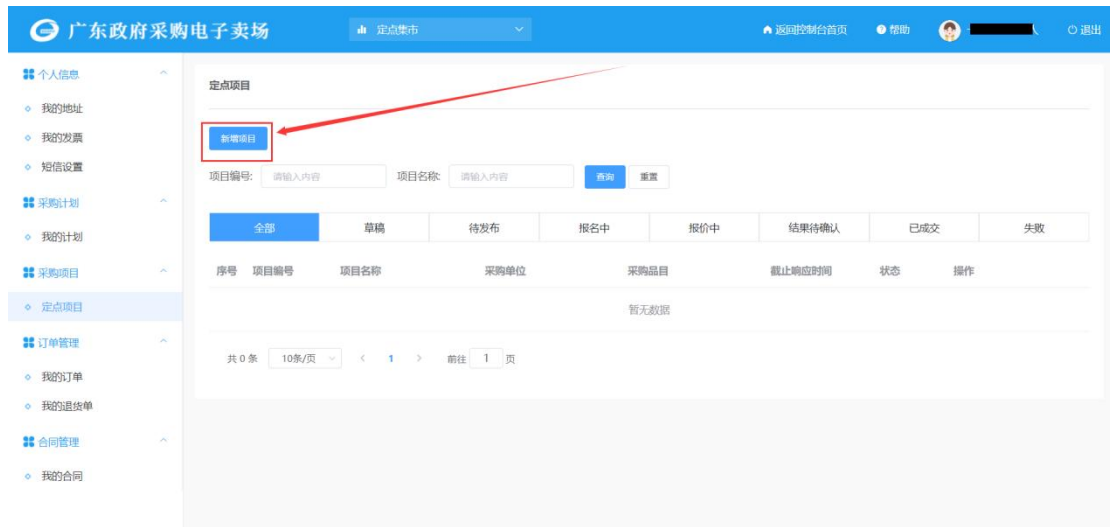 广东政府采购电子卖场
定点集市
返回控制台首页 帮助 退出
个人信息
我的地址
我的发票
短信设置
采购计划
我的计划
采购项目
定点项目
订单管理
我的订单
我的退货单
合同管理
我的合同
定点项目
新增项目
项目编号: 请输入内容 项目名称: 请输入内容 查询 重置
全部 草稿 待发布 报名中 报价中 结果待确认 已成交 失败
序号 项目编号 项目名称 采购单位 采购品目 截止响应时间 状态 操作
暂无数据
共 0 条 10条/页 < 1 > 前往 1 页